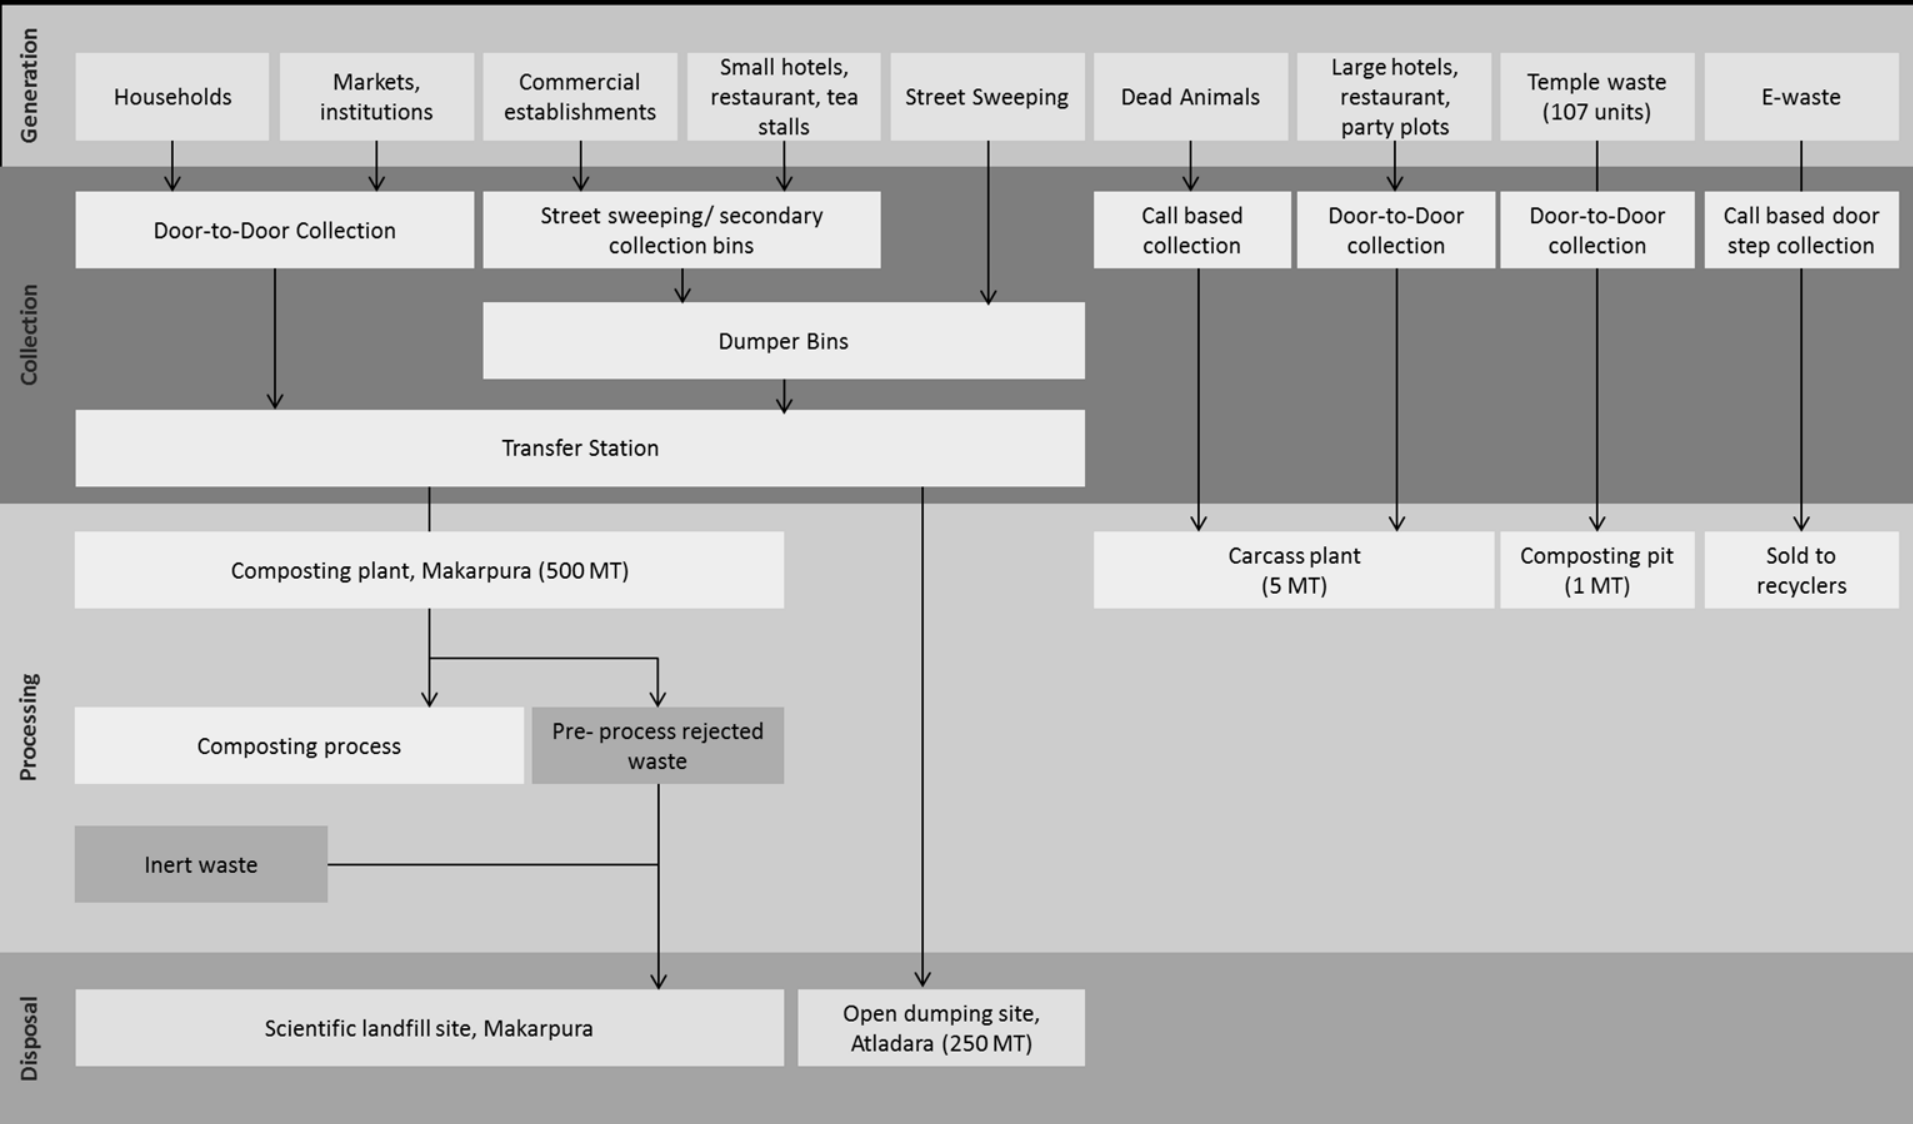 Generation
Households
Markets,
institutions
Commercial
establishments
Small hotels,
restaurant, tea
stalls
Street Sweeping
Dead Animals
Large hotels,
restaurant,
party plots
Temple waste
(107 units)
E-waste
Collection
Door-to-Door Collection
Street sweeping/ secondary
collection bins
Call based
collection
Door-to-Door
collection
Door-to-Door
collection
Call based door
step collection
Dumper Bins
Transfer Station
Processing
Composting plant, Makarpura (500 MT)
Carcass plant
(5 MT)
Composting pit
(1 MT)
Sold to
recyclers
Composting process
Pre- process rejected
waste
Inert waste
Disposal
Scientific landfill site, Makarpura
Open dumping site,
Atladara (250 MT)